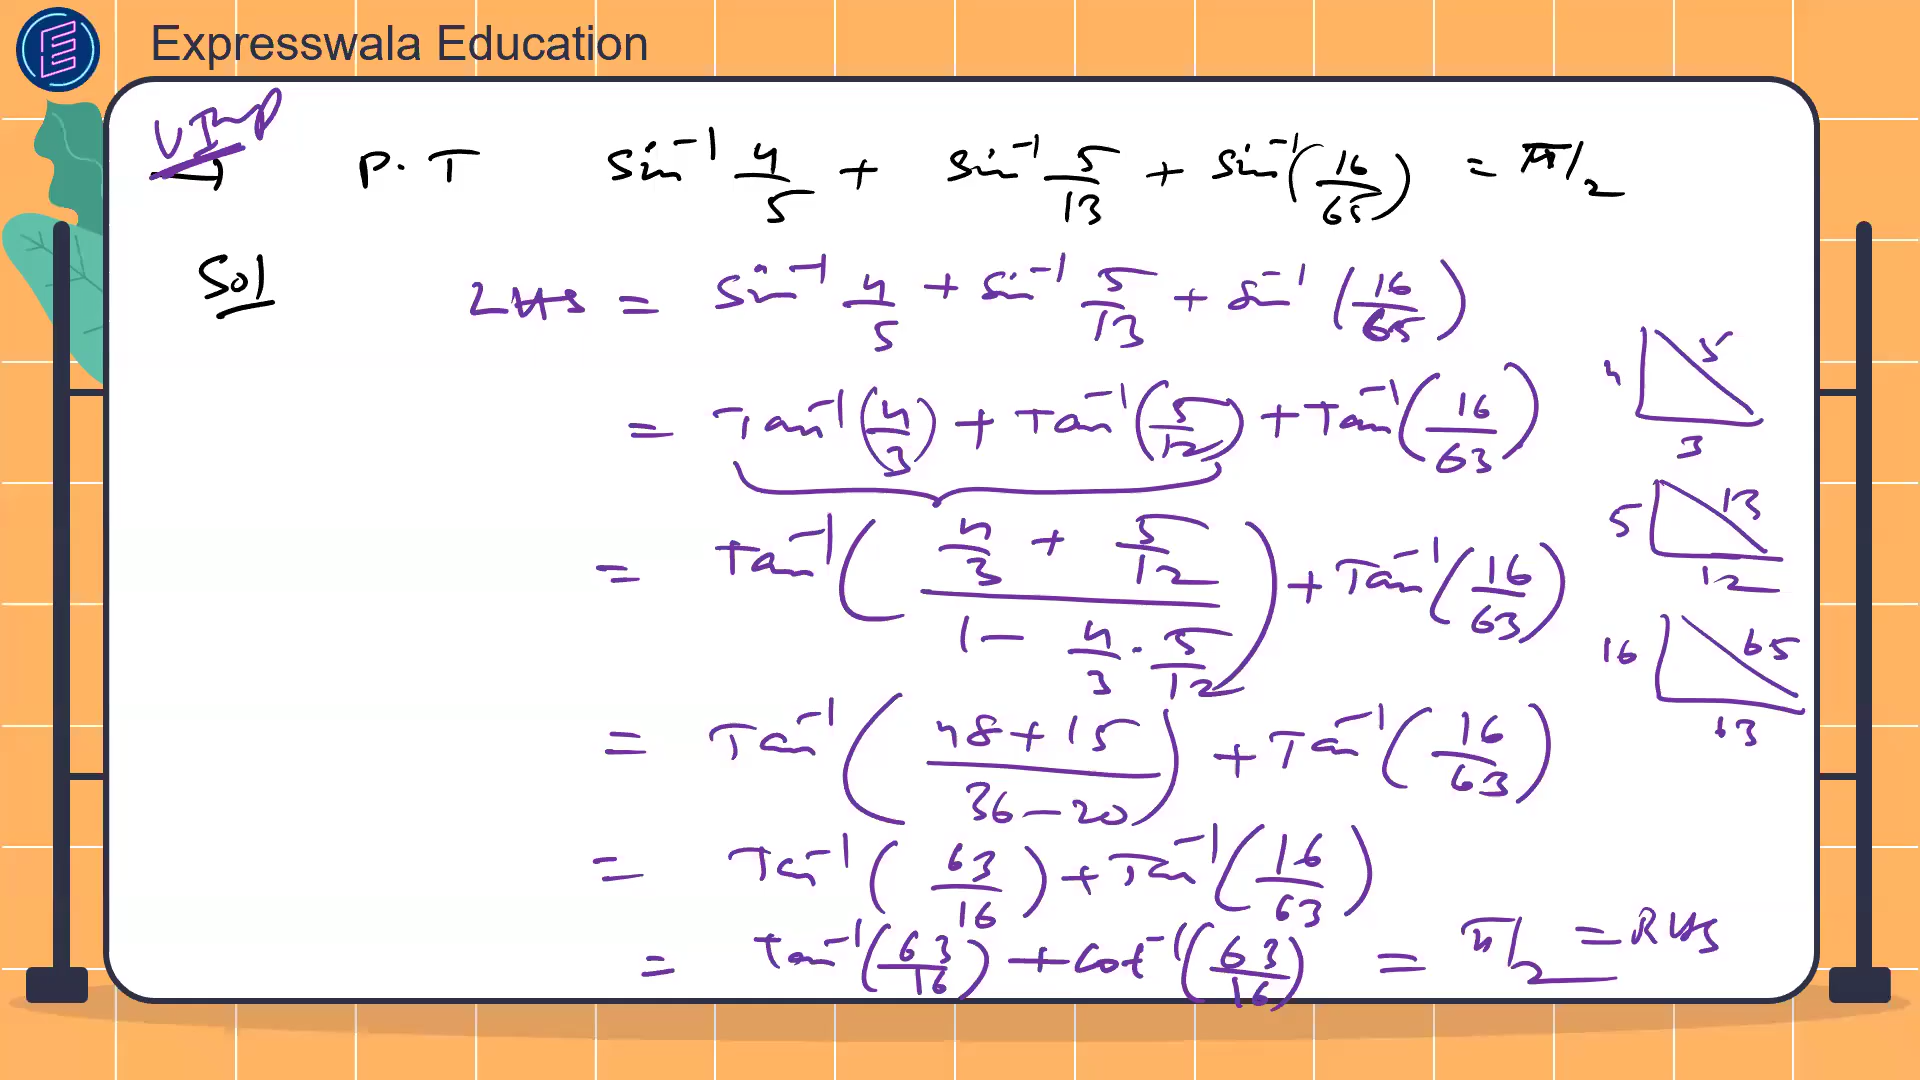 Expresswala Education
V Imp
→ P.T Sin⁻¹ 4/5 + Sin⁻¹ 5/13 + Sin⁻¹(16/65) = π/2
Sol LHS = Sin⁻¹ 4/5 + Sin⁻¹ 5/13 + Sin⁻¹(16/65)
= Tan⁻¹(4/3) + Tan⁻¹(5/12) + Tan⁻¹(16/63)
4 5 3
= Tan⁻¹((4/3 + 5/12)/(1 - 4/3 · 5/12)) + Tan⁻¹(16/63)
5 13 12
= Tan⁻¹((48+15)/(36-20)) + Tan⁻¹(16/63)
16 65 63
= Tan⁻¹(63/16) + Tan⁻¹(16/63)
= Tan⁻¹(63/16) + Cot⁻¹(63/16) = π/2 = RHS